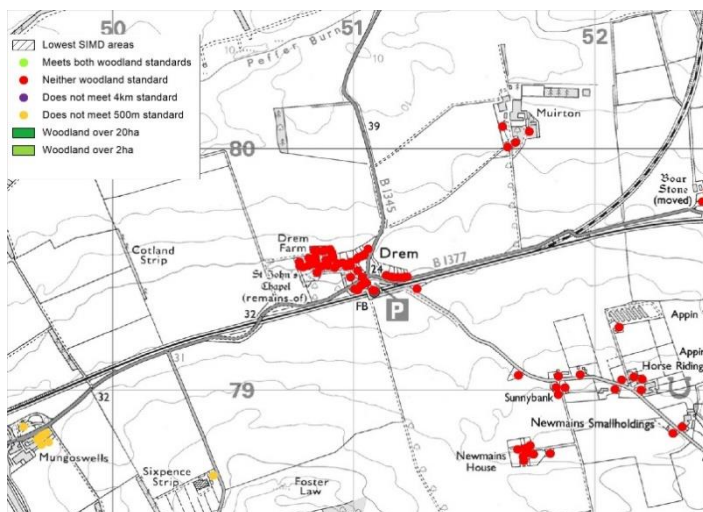 50
51
52
Lowest SIMD areas
Meets both woodland standards
Neither woodland standard
Does not meet 4km standard
Does not meet 500m standard
Woodland over 20ha
Woodland over 2ha
Peffer Burn
10
10
39
Muirton
80
B 1345
Boar
Stone
(moved)
Cotland
Strip
Drem
Farm
Drem
B 1377
St John's
Chapel
(remains of)
24
32
FB
P
Appin
31
79
Appin
Horse Riding
32
Sunnybank
Newmains Smallholdings
Mungoswells
Sixpence
Strip
Newmains
House
Foster
Law